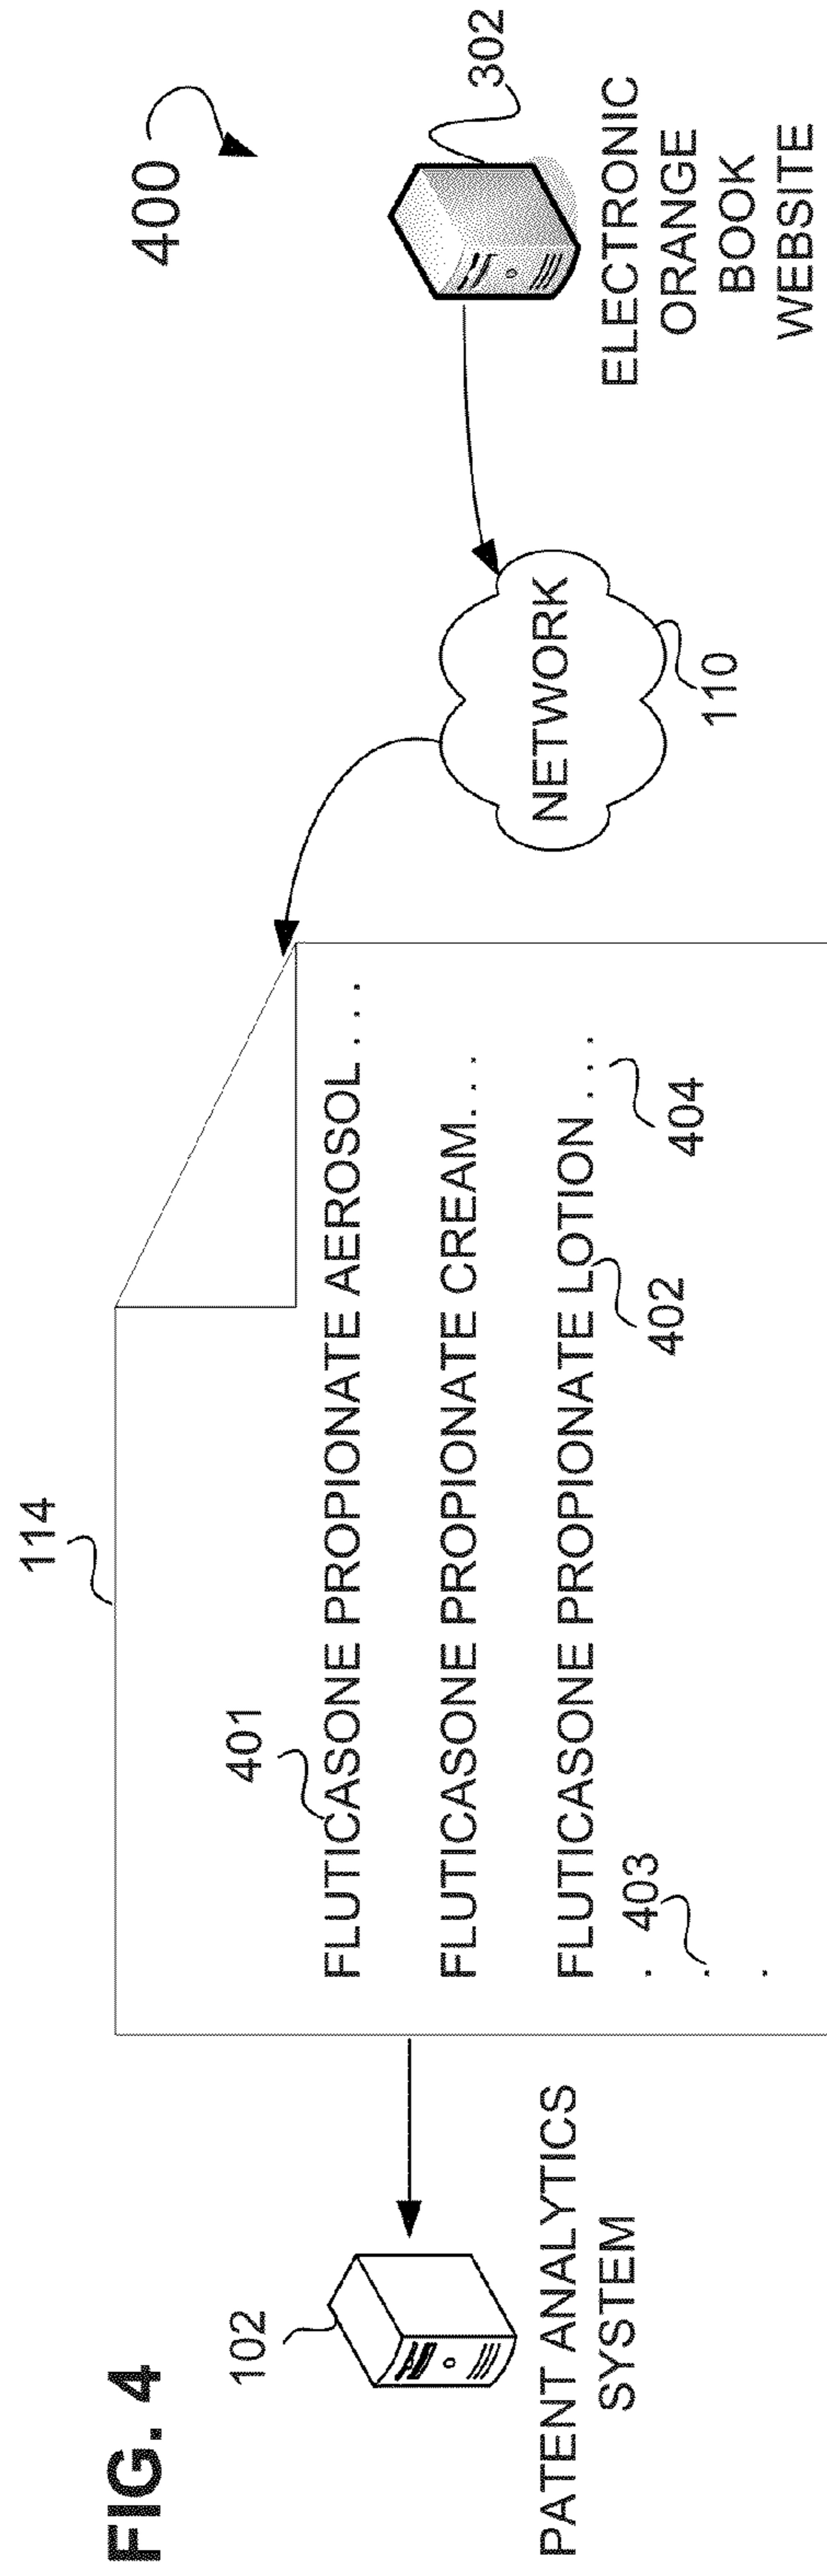 FIG. 4
400
114
102
PATENT ANALYTICS
SYSTEM
401
FLUTICASONE PROPIONATE AEROSOL . . .
FLUTICASONE PROPIONATE CREAM. . .
FLUTICASONE PROPIONATE LOTION . . .
403
402
404
.
.
.
NETWORK
110
302
ELECTRONIC
ORANGE
BOOK
WEBSITE